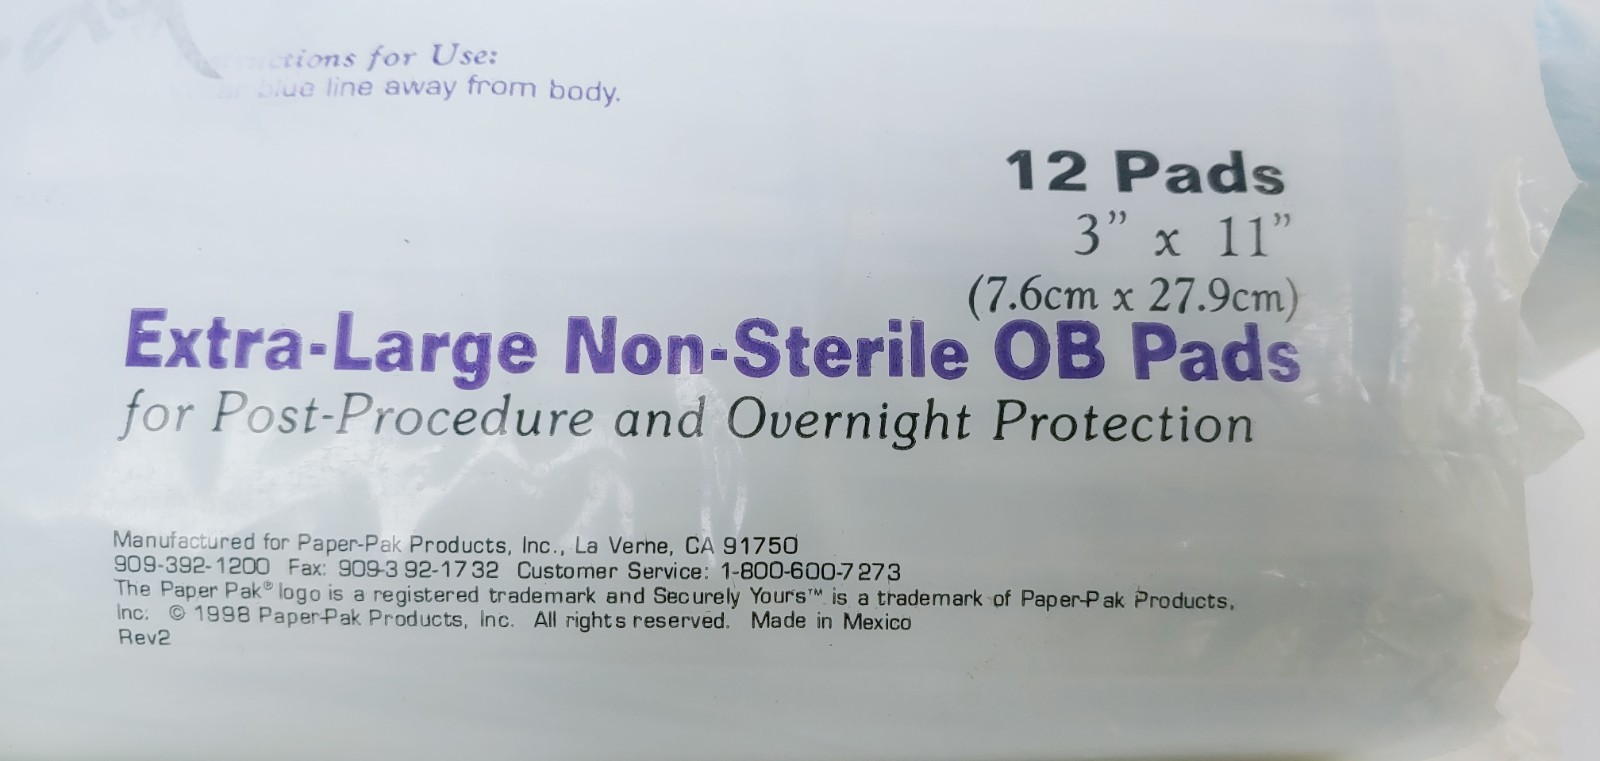 ctions for Use:
blue line away from body.
12 Pads
3” x 11”
(7.6cm x 27.9cm)
Extra-Large Non-Sterile OB Pads
for Post-Procedure and Overnight Protection
Manufactured for Paper-Pak Products, Inc., La Verne, CA 91750
909-392-1200 Fax: 909-392-1732 Customer Service: 1-800-600-7273
The Paper Pak® logo is a registered trademark and Securely Yours™ is a trademark of Paper-Pak Products,
Inc. © 1998 Paper-Pak Products, Inc. All rights reserved. Made in Mexico
Rev2